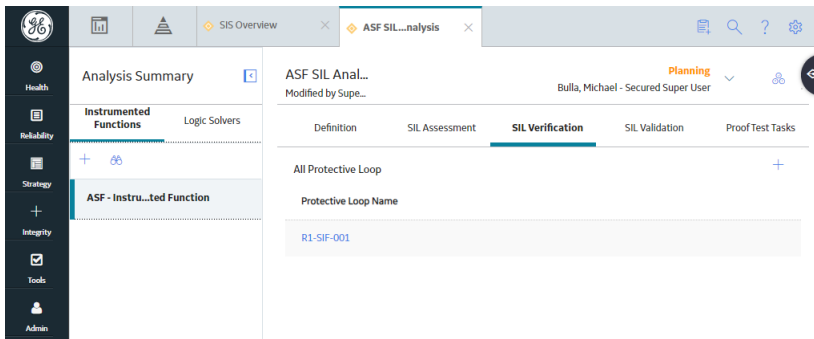 SIS Overview
ASF SIL...nalysis
Health
Reliability
Strategy
Integrity
Tools
Admin
Analysis Summary
Instrumented
Functions
Logic Solvers
ASF - Instru...ted Function
ASF SIL Anal...
Modified by Supe...
Planning
Bulla, Michael - Secured Super User
Definition
SIL Assessment
SIL Verification
SIL Validation
Proof Test Tasks
All Protective Loop
Protective Loop Name
R1-SIF-001